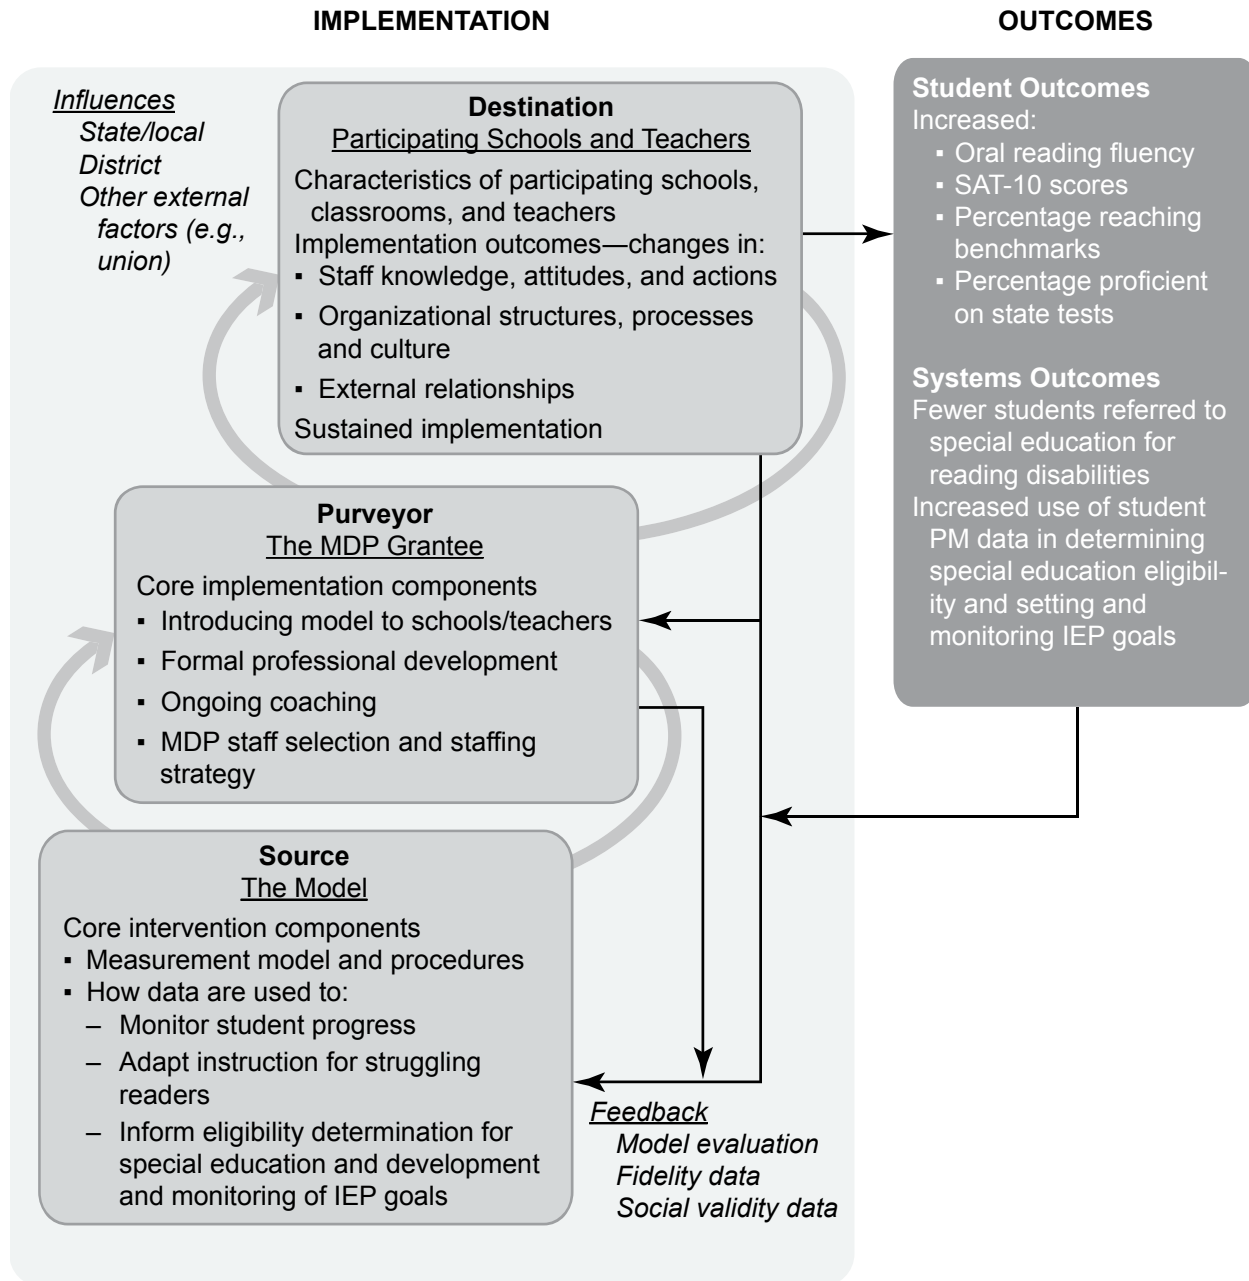 IMPLEMENTATION
OUTCOMES
Influences
State/local
District
Other external
factors (e.g.,
union)
Destination
Participating Schools and Teachers
Characteristics of participating schools,
classrooms, and teachers
Implementation outcomes—changes in:
▪ Staff knowledge, attitudes, and actions
▪ Organizational structures, processes
and culture
▪ External relationships
Sustained implementation
Purveyor
The MDP Grantee
Core implementation components
▪ Introducing model to schools/teachers
▪ Formal professional development
▪ Ongoing coaching
▪ MDP staff selection and staffing
strategy
Source
The Model
Core intervention components
▪ Measurement model and procedures
▪ How data are used to:
– Monitor student progress
– Adapt instruction for struggling
readers
– Inform eligibility determination for
special education and development
and monitoring of IEP goals
Feedback
Model evaluation
Fidelity data
Social validity data
Student Outcomes
Increased:
▪ Oral reading fluency
▪ SAT-10 scores
▪ Percentage reaching
benchmarks
▪ Percentage proficient
on state tests
Systems Outcomes
Fewer students referred to
special education for
reading disabilities
Increased use of student
PM data in determining
special education eligibil-
ity and setting and
monitoring IEP goals